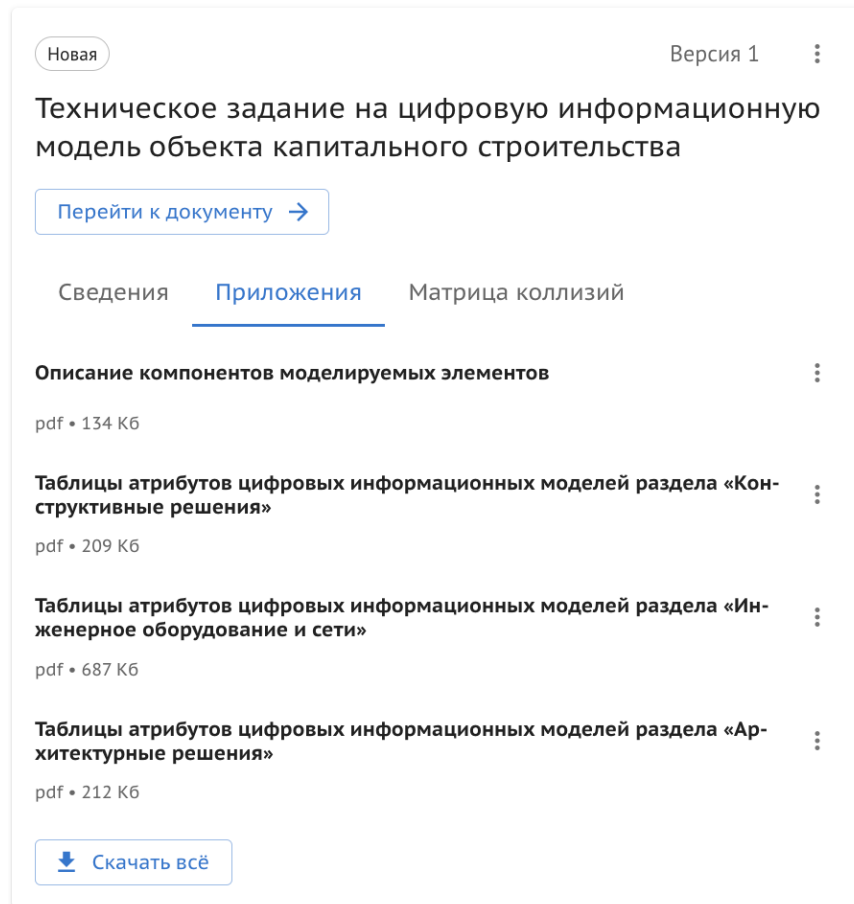 Новая
Версия 1
Техническое задание на цифровую информационную
модель объекта капитального строительства
Перейти к документу
Сведения Приложения Матрица коллизий
Описание компонентов моделируемых элементов
pdf • 134 Кб
Таблицы атрибутов цифровых информационных моделей раздела «Кон-
структивные решения»
pdf • 209 Кб
Таблицы атрибутов цифровых информационных моделей раздела «Ин-
женерное оборудование и сети»
pdf • 687 Кб
Таблицы атрибутов цифровых информационных моделей раздела «Ар-
хитектурные решения»
pdf • 212 Кб
Скачать всё